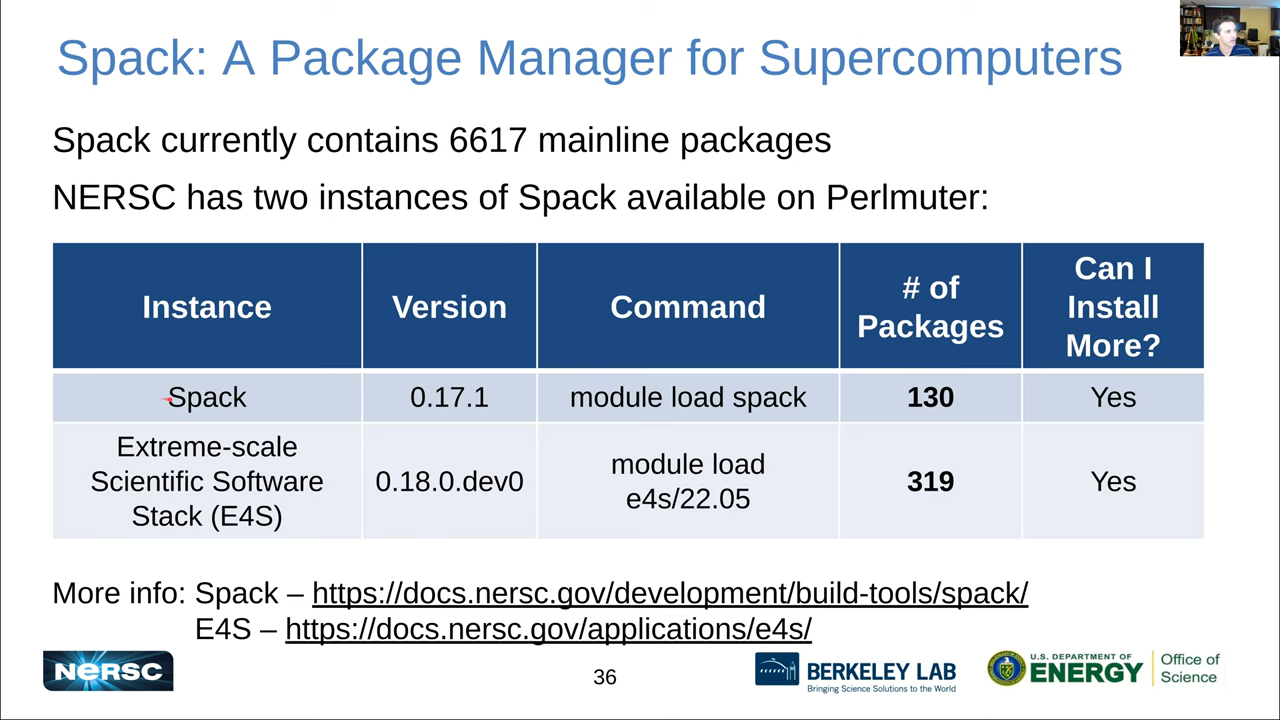 Spack: A Package Manager for Supercomputers
Spack currently contains 6617 mainline packages
NERSC has two instances of Spack available on Perlmuter:
Instance
Version
Command
# of
Packages
Can I
Install
More?
Spack
0.17.1
module load spack
130
Yes
Extreme-scale
Scientific Software
Stack (E4S)
0.18.0.dev0
module load
e4s/22.05
319
Yes
More info: Spack – https://docs.nersc.gov/development/build-tools/spack/
E4S – https://docs.nersc.gov/applications/e4s/
NERSC
36
BERKELEY LAB
Bringing Science Solutions to the World
U.S. DEPARTMENT OF
ENERGY
Office of
Science